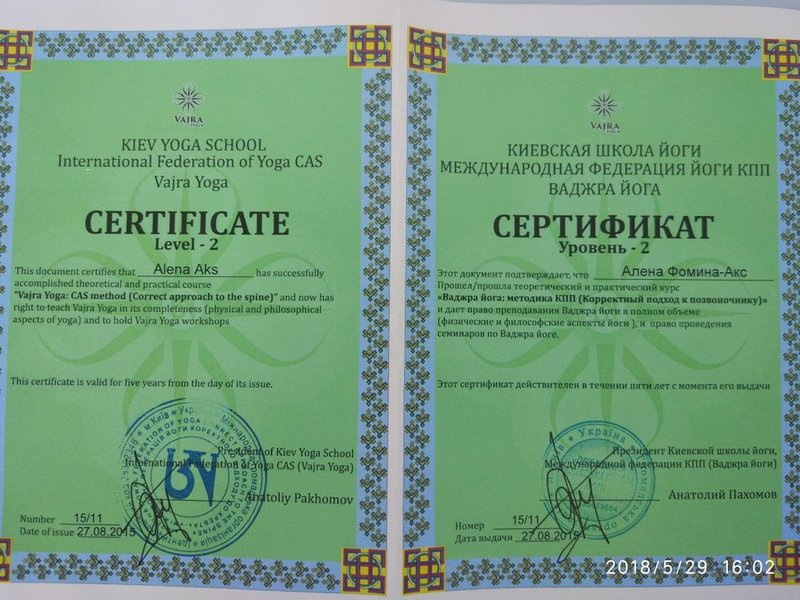 VAJRA
YOGA
KIEV YOGA SCHOOL
International Federation of Yoga CAS
Vajra Yoga
CERTIFICATE
Level - 2
This document certifies that Alena Aks has successfully
accomplished theoretical and practical course
"Vajra Yoga: CAS method (Correct approach to the spine)" and now has
right to teach Vajra Yoga in its completeness (physical and philosophical
aspects of yoga) and to hold Vajra Yoga workshops
This certificate is valid for five years from the day of its issue.
President of Kiev Yoga School
International Federation of Yoga CAS (Vajra Yoga)
Anatoliy Pakhomov
Number 15/11
Date of issue 27.08.2015
VAJRA
YOGA
КИЕВСКАЯ ШКОЛА ЙОГИ
МЕЖДУНАРОДНАЯ ФЕДЕРАЦИЯ ЙОГИ КПП
ВАДЖРА ЙОГА
СЕРТИФИКАТ
Уровень - 2
Этот документ подтверждает, что Алена Фомина-Акс
Прошел/прошла теоретический и практический курс
«Ваджра йога: методика КПП (Корректный подход к позвоночнику)»
и дает право преподавания Ваджра йоги в полном объеме
(физические и философские аспекты йоги ), и право проведения
семинаров по Ваджре йоге.
Этот сертификат действителен в течении пяти лет с момента его выдачи
Україна
Президент Киевской школы йоги,
Международной федерации КПП (Ваджра йоги)
Анатолий Пахомов
Номер 15/11
Дата выдачи 27.08.2015
2018/5/29 16:02